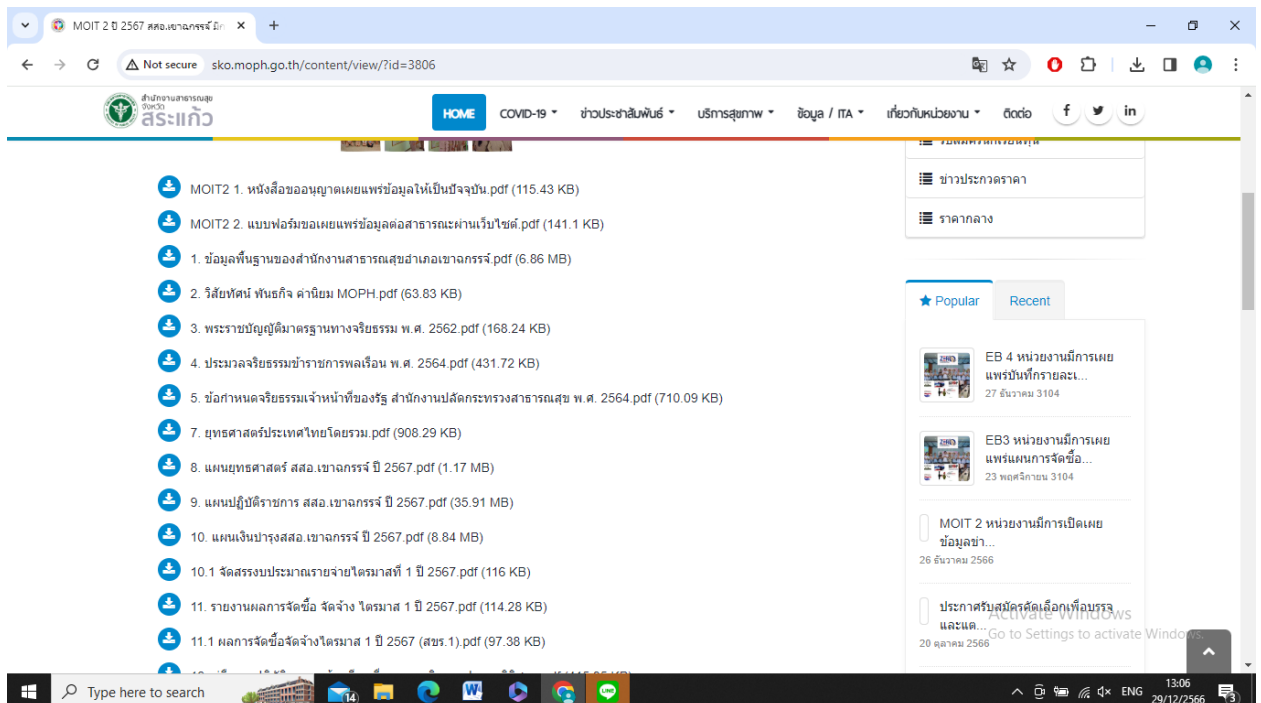 MOIT 2 ปี 2567 สสอ.เขาฉกรรจ์ มีก
Not secure
sko.moph.go.th/content/view/?id=3806
สำนักงานสาธารณสุข
จังหวัด
สระแก้ว
HOME
COVID-19
ข่าวประชาสัมพันธ์
บริการสุขภาพ
ข้อมูล / ITA
เกี่ยวกับหน่วยงาน
ติดต่อ
MOIT2 1. หนังสือขออนุญาตเผยแพร่ข้อมูลให้เป็นปัจจุบัน.pdf (115.43 KB)
MOIT2 2. แบบฟอร์มขอเผยแพร่ข้อมูลต่อสาธารณะผ่านเว็บไซต์.pdf (141.1 KB)
1. ข้อมูลพื้นฐานของสำนักงานสาธารณสุขอำเภอเขาฉกรรจ์.pdf (6.86 MB)
2. วิสัยทัศน์ พันธกิจ ค่านิยม MOPH.pdf (63.83 KB)
3. พระราชบัญญัติมาตรฐานทางจริยธรรม พ.ศ. 2562.pdf (168.24 KB)
4. ประมวลจริยธรรมข้าราชการพลเรือน พ.ศ. 2564.pdf (431.72 KB)
5. ข้อกำหนดจริยธรรมเจ้าหน้าที่ของรัฐ สำนักงานปลัดกระทรวงสาธารณสุข พ.ศ. 2564.pdf (710.09 KB)
7. ยุทธศาสตร์ประเทศไทยโดยรวม.pdf (908.29 KB)
8. แผนยุทธศาสตร์ สสอ.เขาฉกรรจ์ ปี 2567.pdf (1.17 MB)
9. แผนปฏิบัติราชการ สสอ.เขาฉกรรจ์ ปี 2567.pdf (35.91 MB)
10. แผนเงินบำรุงสสอ.เขาฉกรรจ์ ปี 2567.pdf (8.84 MB)
10.1 จัดสรรงบประมาณรายจ่ายไตรมาสที่ 1 ปี 2567.pdf (116 KB)
11. รายงานผลการจัดซื้อ จัดจ้าง ไตรมาส 1 ปี 2567.pdf (114.28 KB)
11.1 ผลการจัดซื้อจัดจ้างไตรมาส 1 ปี 2567 (สขร.1).pdf (97.38 KB)
ข่าวประกวดราคา
ราคากลาง
Popular
Recent
EB 4 หน่วยงานมีการเผย
แพร่บันทึกรายละเ...
27 ธันวาคม 3104
EB3 หน่วยงานมีการเผย
แพร่แผนการจัดซื้อ...
23 พฤศจิกายน 3104
MOIT 2 หน่วยงานมีการเปิดเผย
ข้อมูลข่า...
26 ธันวาคม 2566
ประกาศรับสมัครคัดเลือกเพื่อบรรจุ
และแต่...
20 ตุลาคม 2566
Activate Windows
Go to Settings to activate Windows.
Type here to search
14
ENG
13:06
29/12/2566
3